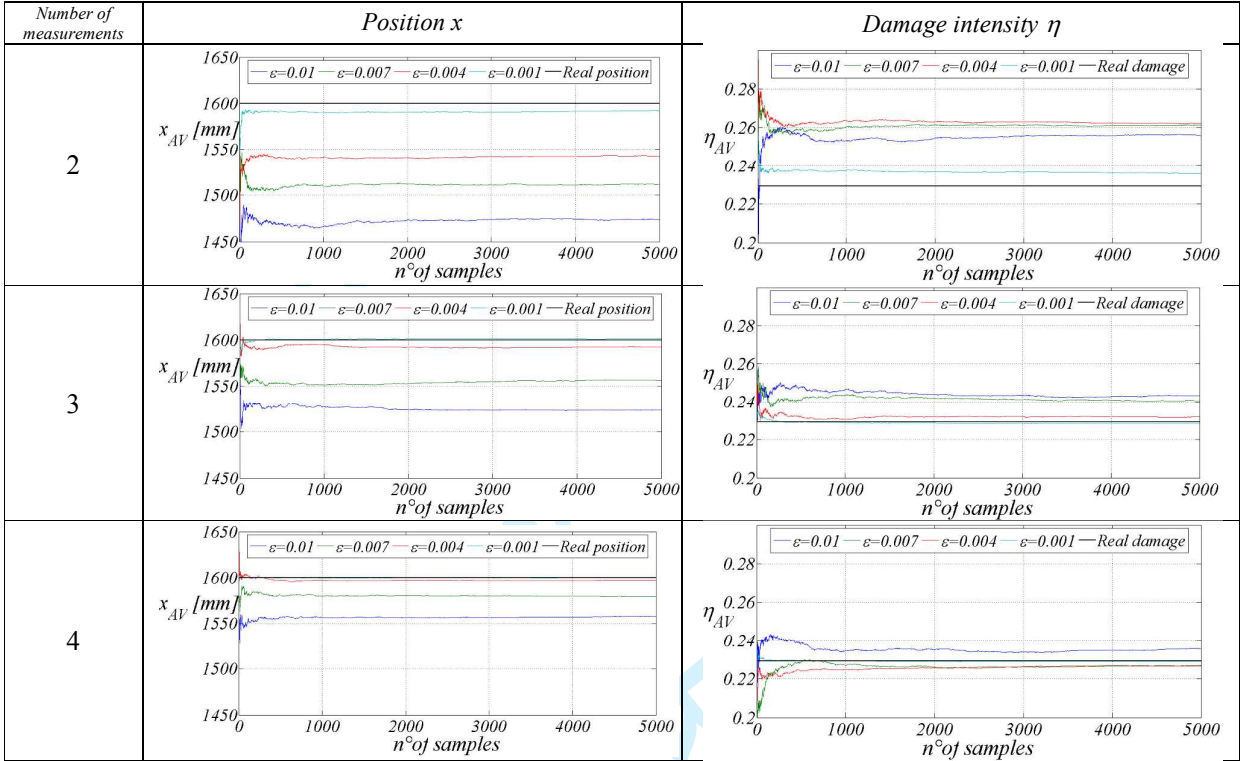 Number of measurements
Position x
Damage intensity η
2
1650
1600
1550
1500
1450
x_AV [mm]
ε=0.01 ε=0.007 ε=0.004 ε=0.001 Real position
0 1000 2000 3000 4000 5000
n°of samples
0.28
0.26
0.24
0.22
0.2
η_AV
ε=0.01 ε=0.007 ε=0.004 ε=0.001 Real damage
0 1000 2000 3000 4000 5000
n°of samples
3
1650
1600
1550
1500
1450
x_AV [mm]
ε=0.01 ε=0.007 ε=0.004 ε=0.001 Real position
0 1000 2000 3000 4000 5000
n°of samples
0.28
0.26
0.24
0.22
0.2
η_AV
ε=0.01 ε=0.007 ε=0.004 ε=0.001 Real damage
0 1000 2000 3000 4000 5000
n°of samples
4
1650
1600
1550
1500
1450
x_AV [mm]
ε=0.01 ε=0.007 ε=0.004 ε=0.001 Real position
0 1000 2000 3000 4000 5000
n°of samples
0.28
0.26
0.24
0.22
0.2
η_AV
ε=0.01 ε=0.007 ε=0.004 ε=0.001 Real damage
0 1000 2000 3000 4000 5000
n°of samples